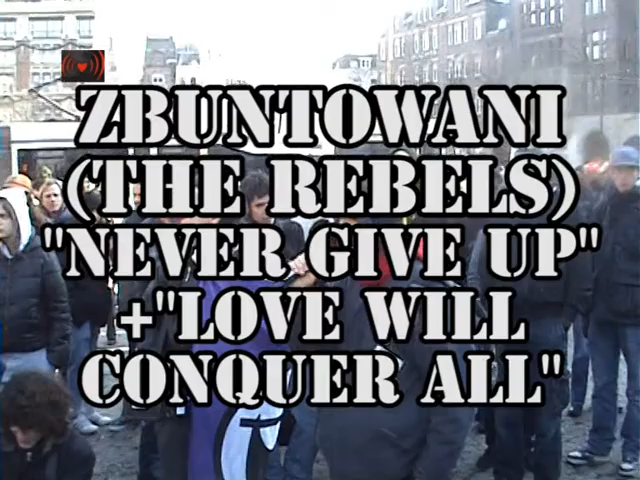 ZBUNTOWANI
(THE REBELS)
"NEVER GIVE UP"
+"LOVE WILL
CONQUER ALL"